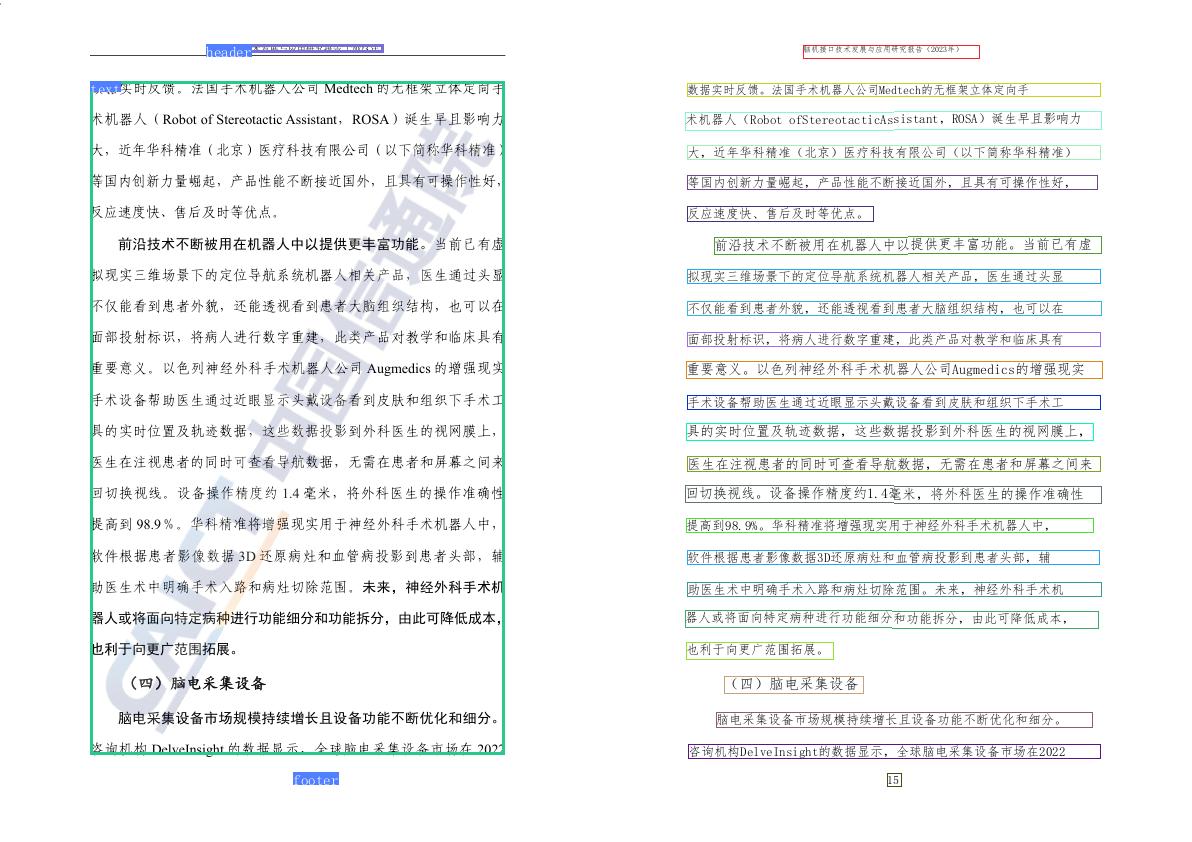 header
text
数据实时反馈。法国手术机器人公司 Medtech 的无框架立体定向手
术机器人（Robot of Stereotactic Assistant，ROSA）诞生早且影响力
大，近年华科精准（北京）医疗科技有限公司（以下简称华科精准）
等国内创新力量崛起，产品性能不断接近国外，且具有可操作性好，
反应速度快、售后及时等优点。
前沿技术不断被用在机器人中以提供更丰富功能。当前已有虚
拟现实三维场景下的定位导航系统机器人相关产品，医生通过头显
不仅能看到患者外貌，还能透视看到患者大脑组织结构，也可以在
面部投射标识，将病人进行数字重建，此类产品对教学和临床具有
重要意义。以色列神经外科手术机器人公司 Augmedics 的增强现实
手术设备帮助医生通过近眼显示头戴设备看到皮肤和组织下手术工
具的实时位置及轨迹数据，这些数据投影到外科医生的视网膜上，
医生在注视患者的同时可查看导航数据，无需在患者和屏幕之间来
回切换视线。设备操作精度约 1.4 毫米，将外科医生的操作准确性
提高到 98.9%。华科精准将增强现实用于神经外科手术机器人中，
软件根据患者影像数据 3D 还原病灶和血管病投影到患者头部，辅
助医生术中明确手术入路和病灶切除范围。未来，神经外科手术机
器人或将面向特定病种进行功能细分和功能拆分，由此可降低成本，
也利于向更广范围拓展。
（四）脑电采集设备
脑电采集设备市场规模持续增长且设备功能不断优化和细分。
咨询机构 DelveInsight 的数据显示，全球脑电采集设备市场在 2022
footer
CAICT 中国信通院
脑机接口技术发展与应用研究报告（2023年）
数据实时反馈。法国手术机器人公司Medtech的无框架立体定向手
术机器人（Robot ofStereotacticAssistant，ROSA）诞生早且影响力
大，近年华科精准（北京）医疗科技有限公司（以下简称华科精准）
等国内创新力量崛起，产品性能不断接近国外，且具有可操作性好，
反应速度快、售后及时等优点。
前沿技术不断被用在机器人中以提供更丰富功能。当前已有虚
拟现实三维场景下的定位导航系统机器人相关产品，医生通过头显
不仅能看到患者外貌，还能透视看到患者大脑组织结构，也可以在
面部投射标识，将病人进行数字重建，此类产品对教学和临床具有
重要意义。以色列神经外科手术机器人公司Augmedics的增强现实
手术设备帮助医生通过近眼显示头戴设备看到皮肤和组织下手术工
具的实时位置及轨迹数据，这些数据投影到外科医生的视网膜上，
医生在注视患者的同时可查看导航数据，无需在患者和屏幕之间来
回切换视线。设备操作精度约1.4毫米，将外科医生的操作准确性
提高到98.9%。华科精准将增强现实用于神经外科手术机器人中，
软件根据患者影像数据3D还原病灶和血管病投影到患者头部，辅
助医生术中明确手术入路和病灶切除范围。未来，神经外科手术机
器人或将面向特定病种进行功能细分和功能拆分，由此可降低成本，
也利于向更广范围拓展。
（四）脑电采集设备
脑电采集设备市场规模持续增长且设备功能不断优化和细分。
咨询机构DelveInsight的数据显示，全球脑电采集设备市场在2022
15